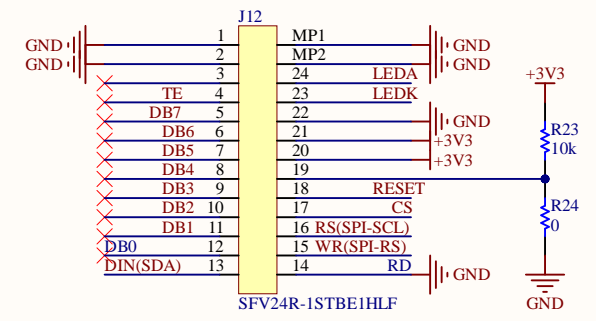 J12
GND 1 MP1 GND
GND 2 MP2 GND
3 24 LEDA +3V3
TE 4 23 LEDK
DB7 5 22 GND R23
DB6 6 21 +3V3 10k
DB5 7 20 +3V3
DB4 8 19
DB3 9 18 RESET
DB2 10 17 CS R24
DB1 11 16 RS(SPI-SCL) 0
DB0 12 15 WR(SPI-RS)
DIN(SDA) 13 14 RD GND
SFV24R-1STBE1HLF GND